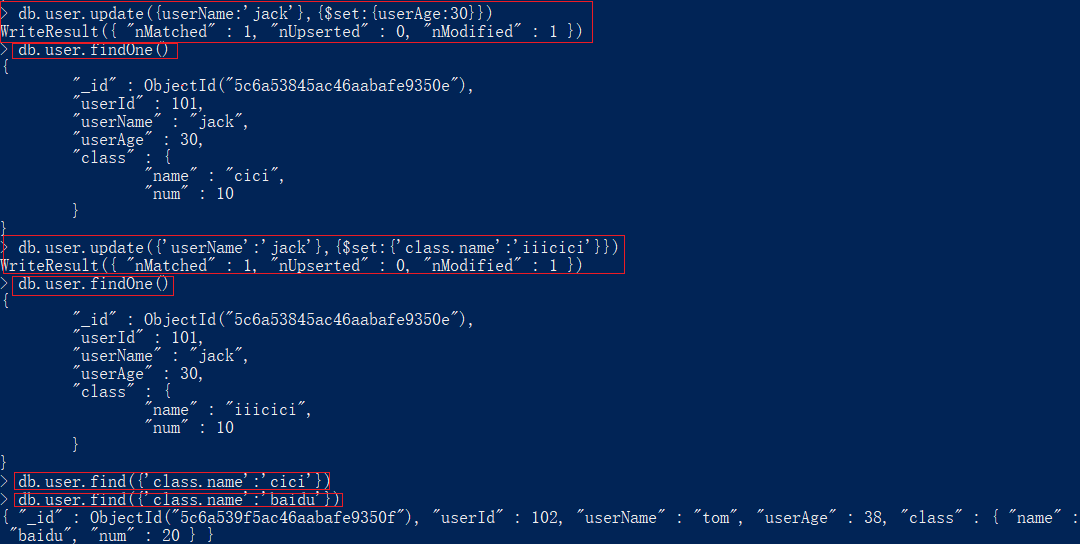 > db.user.update({userName:'jack'},{$set:{userAge:30}})
WriteResult({ "nMatched" : 1, "nUpserted" : 0, "nModified" : 1 })
> db.user.findOne()
{
        "_id" : ObjectId("5c6a53845ac46aabafe9350e"),
        "userId" : 101,
        "userName" : "jack",
        "userAge" : 30,
        "class" : {
                "name" : "cici",
                "num" : 10
        }
}
> db.user.update({'userName':'jack'},{$set:{'class.name':'iiicici'}})
WriteResult({ "nMatched" : 1, "nUpserted" : 0, "nModified" : 1 })
> db.user.findOne()
{
        "_id" : ObjectId("5c6a53845ac46aabafe9350e"),
        "userId" : 101,
        "userName" : "jack",
        "userAge" : 30,
        "class" : {
                "name" : "iiicici",
                "num" : 10
        }
}
> db.user.find({'class.name':'cici'})
> db.user.find({'class.name':'baidu'})
{ "_id" : ObjectId("5c6a539f5ac46aabafe9350f"), "userId" : 102, "userName" : "tom", "userAge" : 38, "class" : { "name" :
 "baidu", "num" : 20 } }